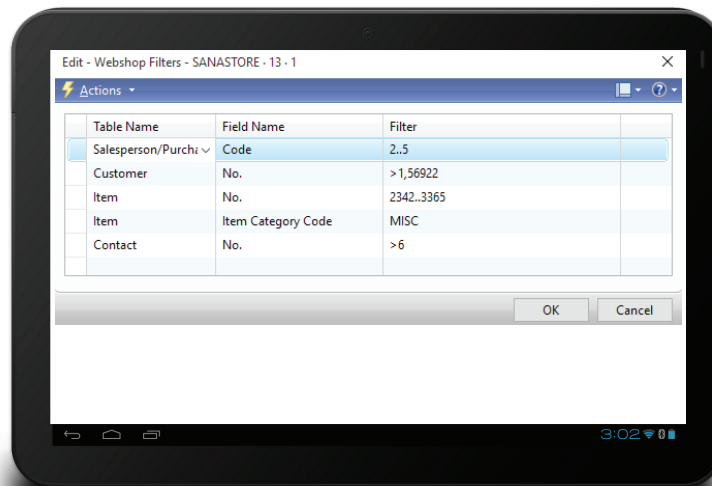 Edit - Webshop Filters - SANASTORE · 13 · 1
Actions
Table Name Field Name Filter
Salesperson/Purcha Code 2..5
Customer No. >1,56922
Item No. 2342..3365
Item Item Category Code MISC
Contact No. >6
OK Cancel
3:02